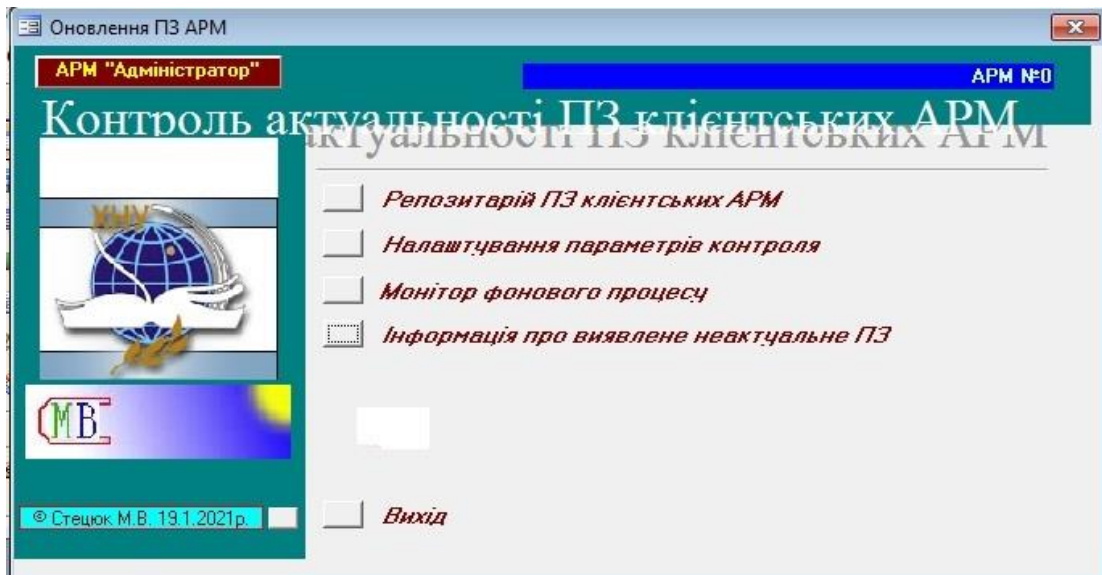 Оновлення ПЗ АРМ
АРМ "Адміністратор"
АРМ №0
Контроль актуальності ПЗ клієнтських АРМ
ХНУ
Репозитарій ПЗ клієнтських АРМ
Налаштування параметрів контроля
Монітор фонового процесу
Інформація про виявлене неактуальне ПЗ
МВ
© Стецюк М.В. 19.1.2021р.
Вихід